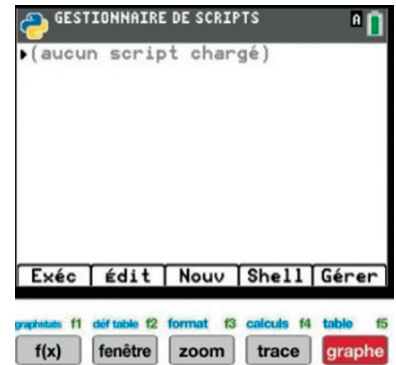 GESTIONNAIRE DE SCRIPTS A
(aucun script chargé)
Exéc Édit Nouv Shell Gérer
graphstats f1 déf table f2 format f3 calculs f4 table f5
f(x) fenêtre zoom trace graphe